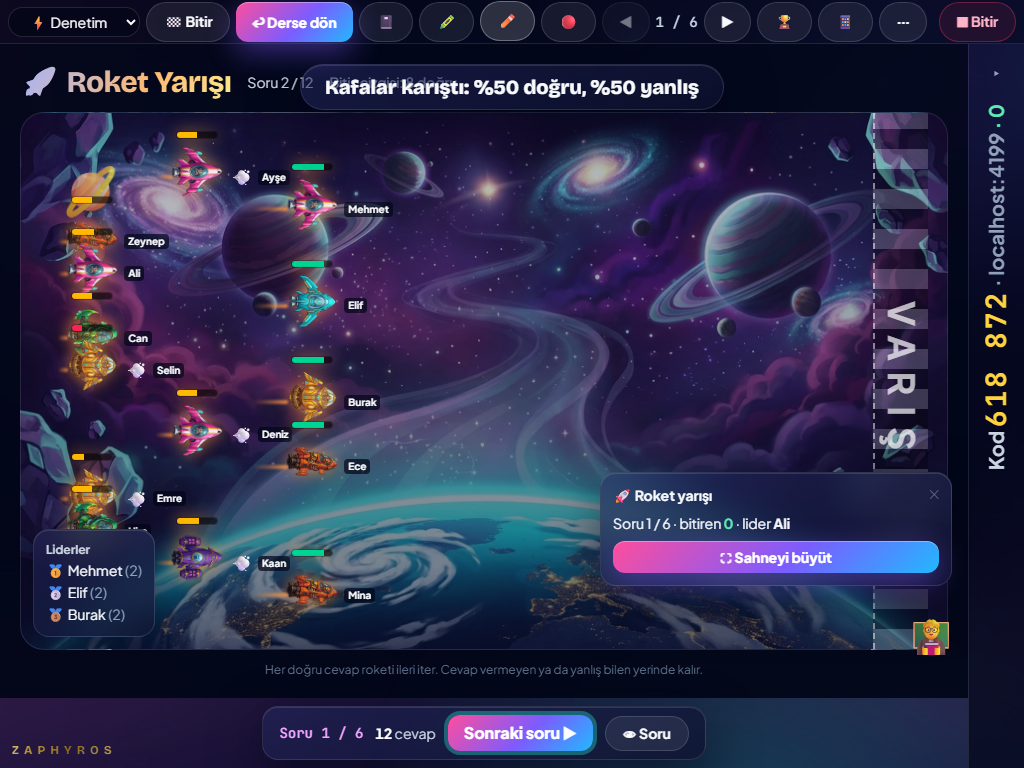 Denetim
Bitir
Derse dön
1 / 6
---
Bitir
Roket Yarışı
Soru 2 / 12
Kafalar karıştı: %50 doğru, %50 yanlış
Ayşe
Mehmet
Zeynep
Ali
Elif
Can
Selin
Burak
Deniz
Ece
Emre
Kaan
Mina
VARIŞ
Liderler
Mehmet (2)
Elif (2)
Burak (2)
Roket yarışı
Soru 1 / 6 · bitiren 0 · lider Ali
Sahneyi büyüt
Her doğru cevap roketi ileri iter. Cevap vermeyen ya da yanlış bilen yerinde kalır.
Soru 1 / 6 12 cevap
Sonraki soru
Soru
ZAPHYROS
Kod 618 872 · localhost:4199 · 0